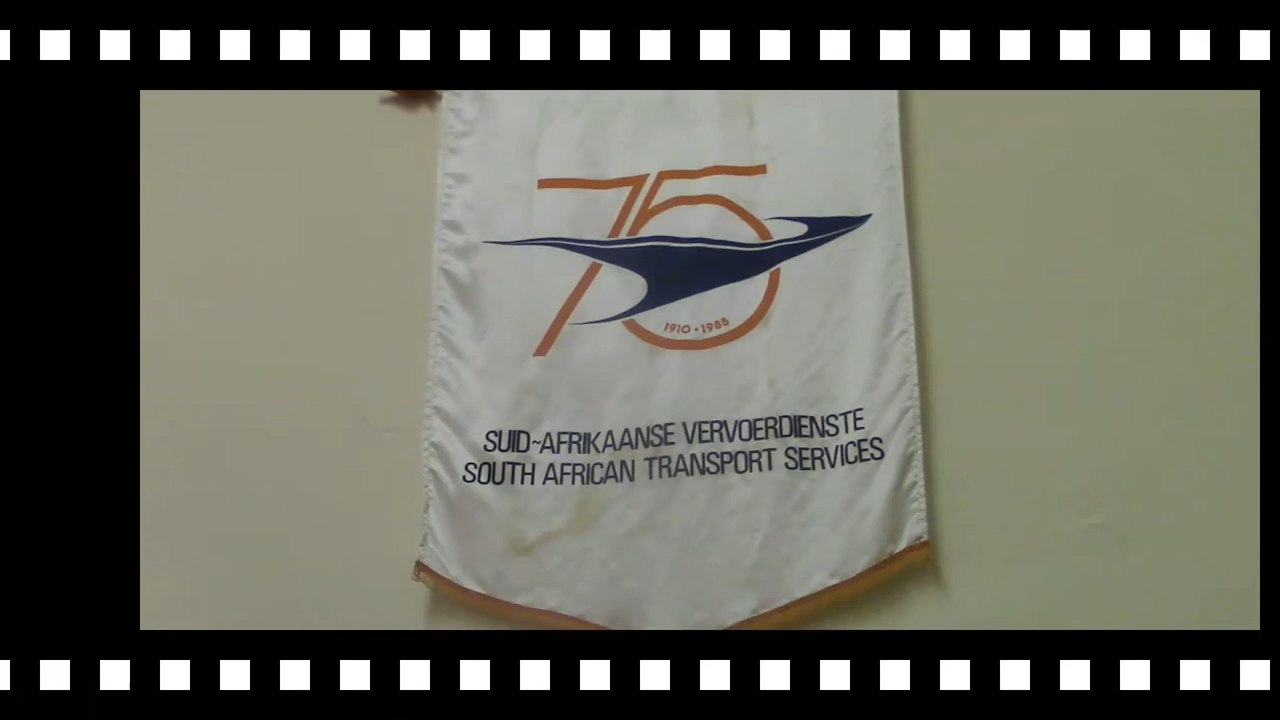 75
1910 • 1985
SUID~AFRIKAANSE VERVOERDIENSTE
SOUTH AFRICAN TRANSPORT SERVICES